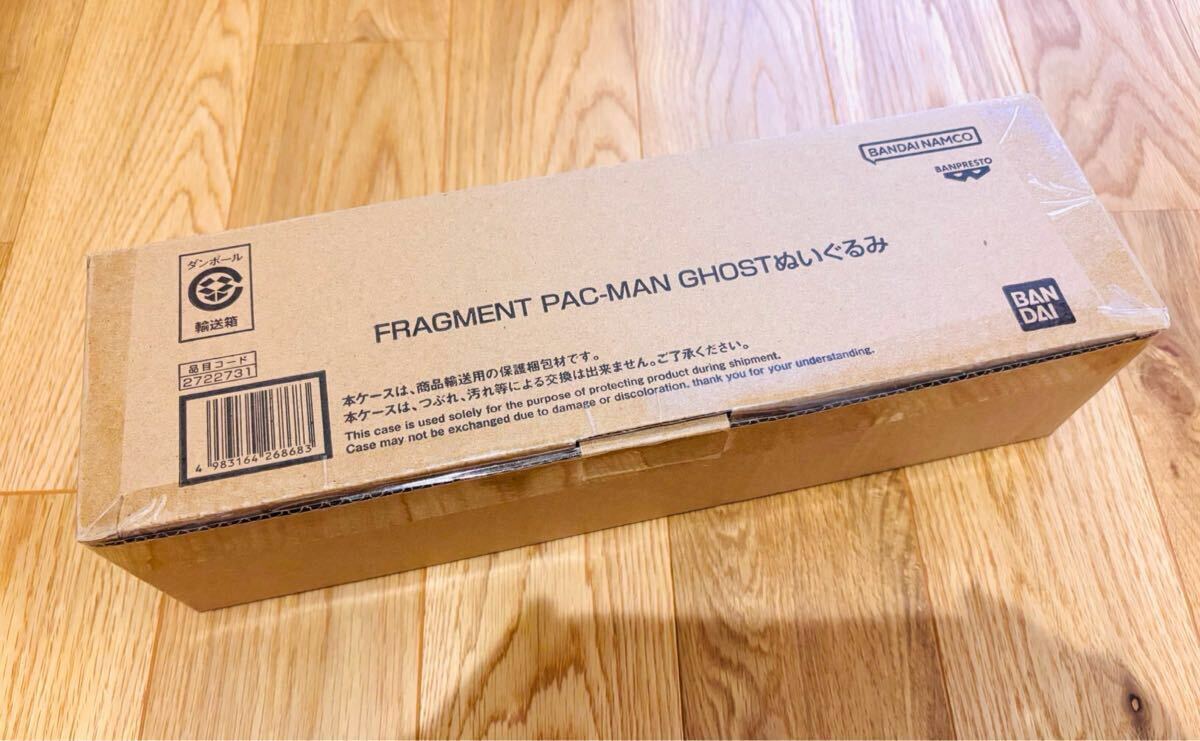 BANDAI NAMCO
BANPRESTO
ダンボール
輸送箱
FRAGMENT PAC-MAN GHOSTぬいぐるみ
BAN
DAI
品目コード
2722731
4 983164 268683
本ケースは、商品輸送用の保護梱包材です。
本ケースは、つぶれ、汚れ等による交換は出来ません。ご了承ください。
This case is used solely for the purpose of protecting product during shipment.
Case may not be exchanged due to damage or discoloration. thank you for your understanding.